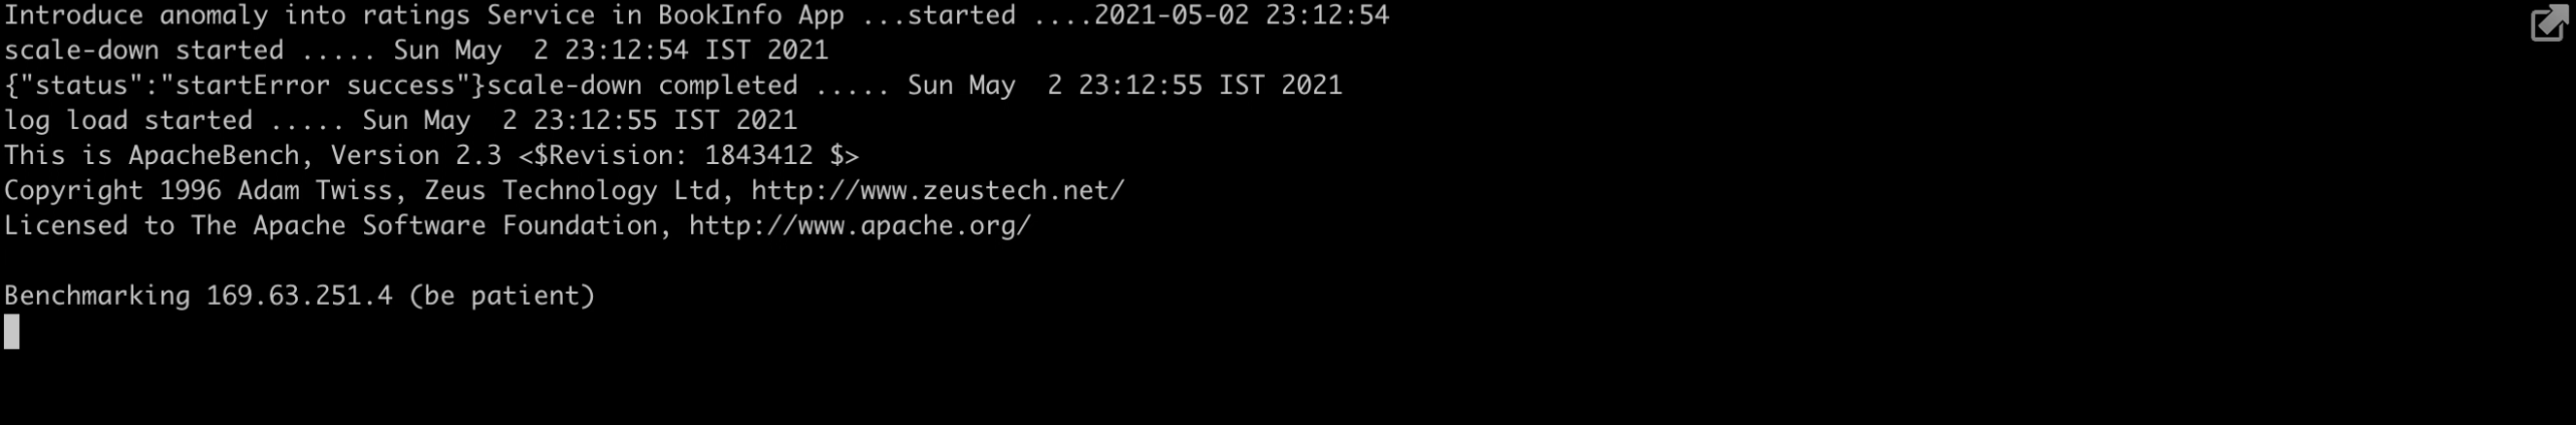 Introduce anomaly into ratings Service in BookInfo App ...started ....2021-05-02 23:12:54
scale-down started ..... Sun May  2 23:12:54 IST 2021
{"status":"startError success"}scale-down completed ..... Sun May  2 23:12:55 IST 2021
log load started ..... Sun May  2 23:12:55 IST 2021
This is ApacheBench, Version 2.3 <$Revision: 1843412 $>
Copyright 1996 Adam Twiss, Zeus Technology Ltd, http://www.zeustech.net/
Licensed to The Apache Software Foundation, http://www.apache.org/
Benchmarking 169.63.251.4 (be patient)